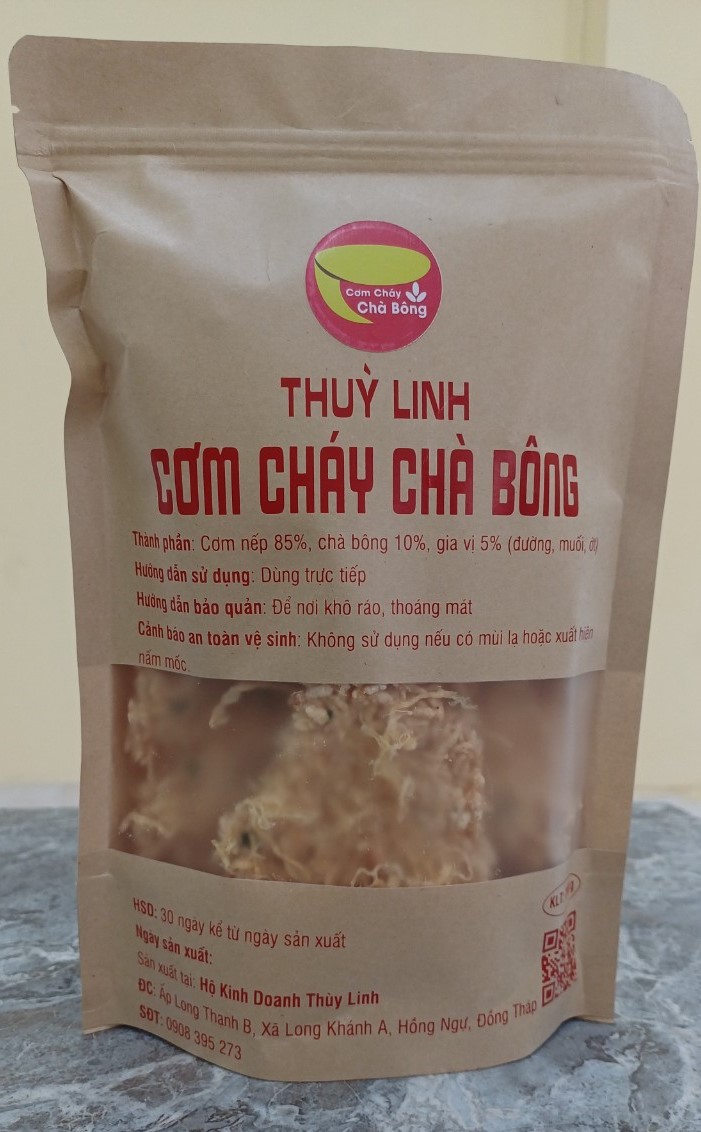 Cơm Cháy
Chà Bông
THUỲ LINH
CƠM CHÁY CHÀ BÔNG
Thành phần: Cơm nếp 85%, chà bông 10%, gia vị 5% (đường, muối, ớt)
Hướng dẫn sử dụng: Dùng trực tiếp
Hướng dẫn bảo quản: Để nơi khô ráo, thoáng mát
Cảnh báo an toàn vệ sinh: Không sử dụng nếu có mùi lạ hoặc xuất hiện
nấm mốc.
HSD: 30 ngày kể từ ngày sản xuất
Ngày sản xuất:
Sản xuất tại: Hộ Kinh Doanh Thùy Linh
ĐC: Ấp Long Thạnh B, Xã Long Khánh A, Hồng Ngự, Đồng Tháp
SĐT: 0908 395 273